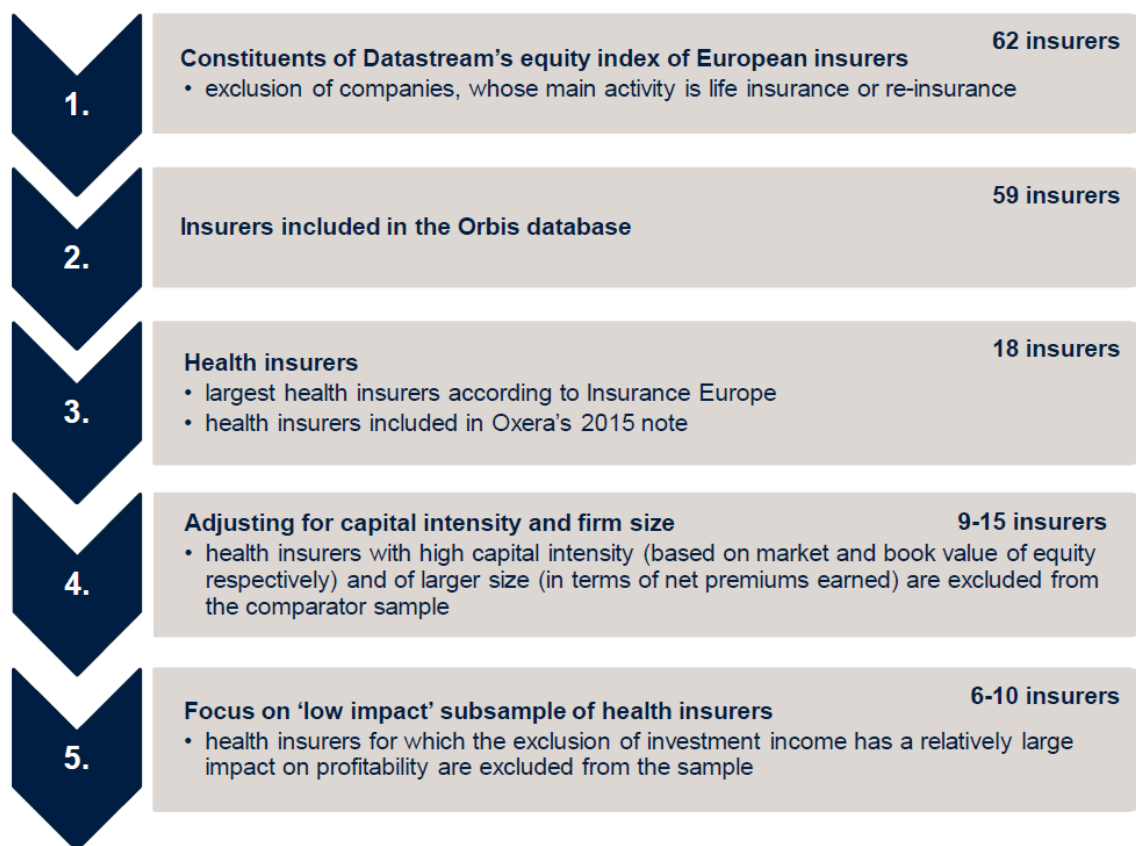 1.
62 insurers
Constituents of Datastream's equity index of European insurers
• exclusion of companies, whose main activity is life insurance or re-insurance
2.
59 insurers
Insurers included in the Orbis database
3.
18 insurers
Health insurers
• largest health insurers according to Insurance Europe
• health insurers included in Oxera's 2015 note
4.
Adjusting for capital intensity and firm size 9-15 insurers
• health insurers with high capital intensity (based on market and book value of equity
respectively) and of larger size (in terms of net premiums earned) are excluded from
the comparator sample
5.
6-10 insurers
Focus on ‘low impact’ subsample of health insurers
• health insurers for which the exclusion of investment income has a relatively large
impact on profitability are excluded from the sample